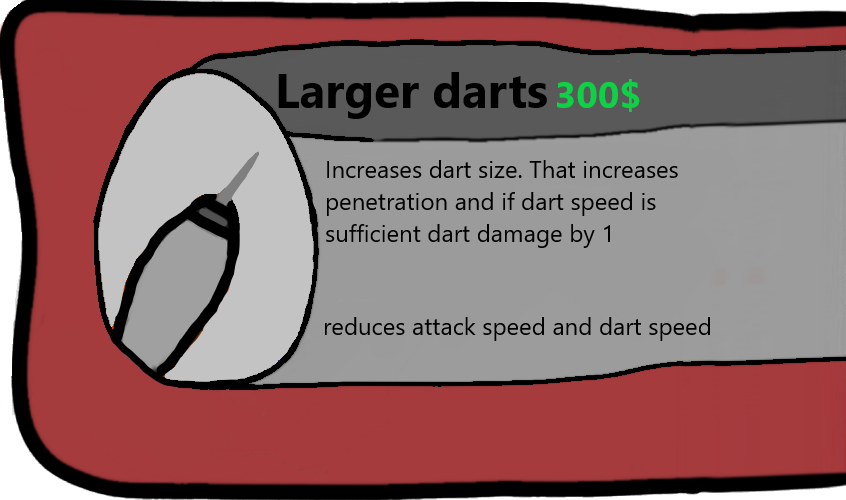 Larger darts 300$
Increases dart size. That increases
penetration and if dart speed is
sufficient dart damage by 1
reduces attack speed and dart speed